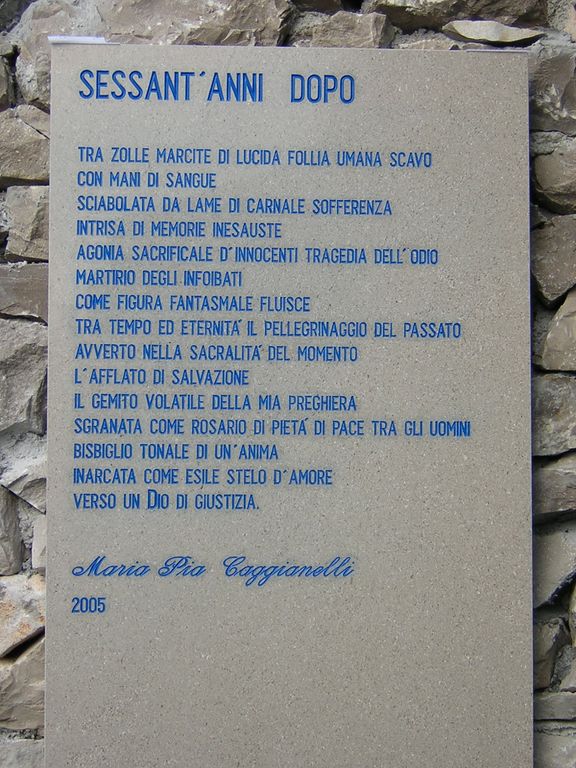 SESSANT´ANNI DOPO
TRA ZOLLE MARCITE DI LUCIDA FOLLIA UMANA SCAVO
CON MANI DI SANGUE
SCIABOLATA DA LAME DI CARNALE SOFFERENZA
INTRISA DI MEMORIE INESAUSTE
AGONIA SACRIFICALE D´INNOCENTI TRAGEDIA DELL´ODIO
MARTIRIO DEGLI INFOIBATI
COME FIGURA FANTASMALE FLUISCE
TRA TEMPO ED ETERNITA´ IL PELLEGRINAGGIO DEL PASSATO
AVVERTO NELLA SACRALITA´ DEL MOMENTO
L´AFFLATO DI SALVAZIONE
IL GEMITO VOLATILE DELLA MIA PREGHIERA
SGRANATA COME ROSARIO DI PIETA´ DI PACE TRA GLI UOMINI
BISBIGLIO TONALE DI UN´ANIMA
INARCATA COME ESILE STELO D´AMORE
VERSO UN DIO DI GIUSTIZIA.
Maria Pia Caggianelli
2005